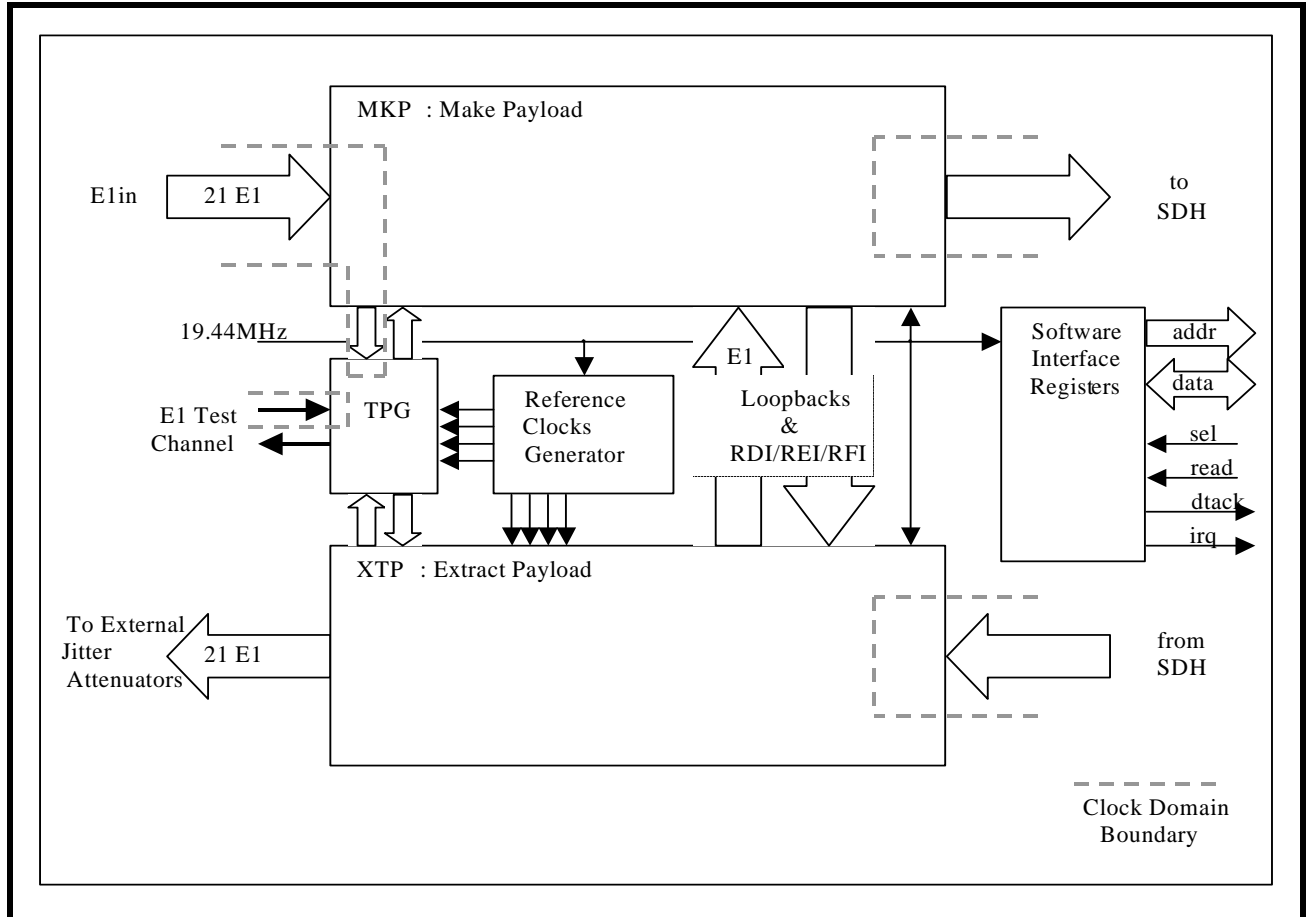 MKP : Make Payload
E1in
21 E1
to
SDH
19.44MHz
E1
Software
Interface
Registers
addr
data
sel
read
dtack
irq
E1 Test
Channel
TPG
Reference
Clocks
Generator
Loopbacks
&
RDI/REI/RFI
XTP : Extract Payload
To External
Jitter
Attenuators
21 E1
from
SDH
Clock Domain
Boundary